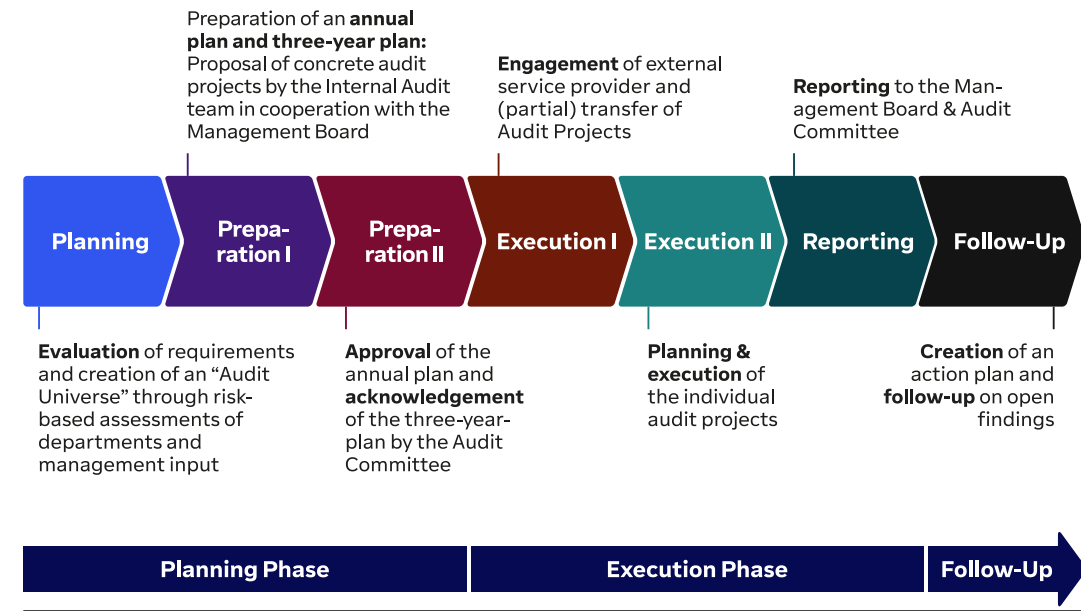 Preparation of an annual
plan and three-year plan:
Proposal of concrete audit
projects by the Internal Audit
team in cooperation with the
Management Board
Engagement of external
service provider and
(partial) transfer of
Audit Projects
Reporting to the Man-
agement Board & Audit
Committee
Planning
Prepa-
ration I
Prepa-
ration II
Execution I
Execution II
Reporting
Follow-Up
Evaluation of requirements
and creation of an “Audit
Universe” through risk-
based assessments of
departments and
management input
Approval of the
annual plan and
acknowledgement
of the three-year-
plan by the Audit
Committee
Planning &
execution of
the individual
audit projects
Creation of an
action plan and
follow-up on open
findings
Planning Phase
Execution Phase
Follow-Up